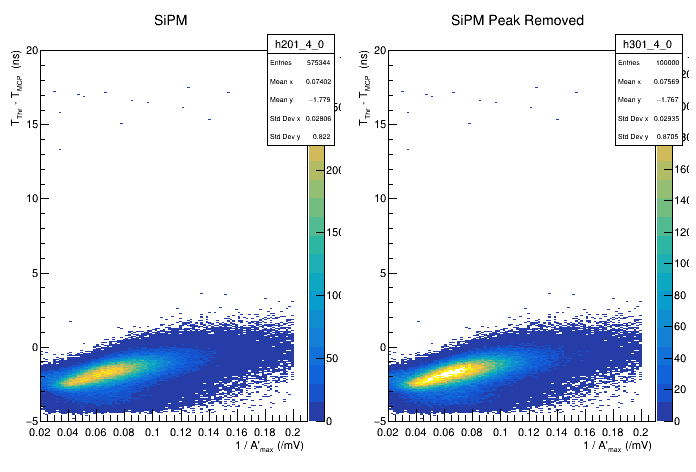 SiPM
h201_4_0
Entries 575344
Mean x 0.07402
Mean y −1.779
Std Dev x 0.02806
Std Dev y 0.822
T_Thr - T_MCP (ns)
20
15
10
5
0
−5
0.02 0.04 0.06 0.08 0.1 0.12 0.14 0.16 0.18 0.2
1 / A'_max (/mV)
200
150
100
50
0
SiPM Peak Removed
h301_4_0
Entries 100000
Mean x 0.07569
Mean y −1.767
Std Dev x 0.02935
Std Dev y 0.8705
T_Thr - T_MCP (ns)
20
15
10
5
0
−5
0.02 0.04 0.06 0.08 0.1 0.12 0.14 0.16 0.18 0.2
1 / A'_max (/mV)
160
140
120
100
80
60
40
20
0